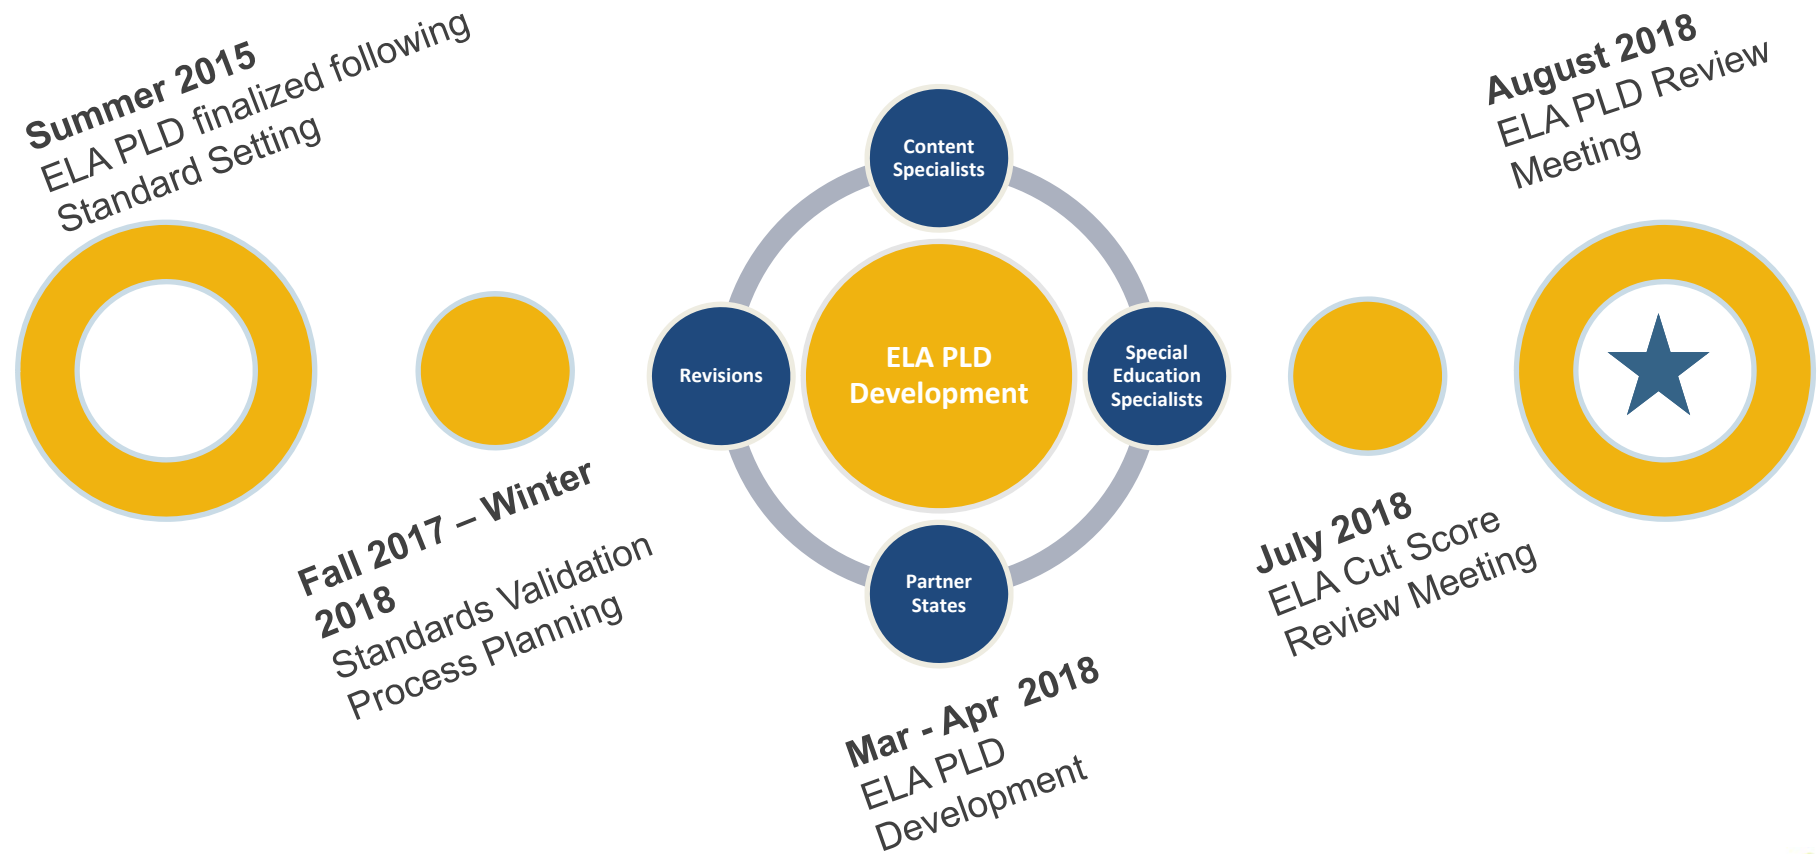 Summer 2015
ELA PLD finalized following
Standard Setting
Fall 2017 – Winter
2018
Standards Validation
Process Planning
Content
Specialists
Revisions
ELA PLD
Development
Special
Education
Specialists
Partner
States
Mar - Apr  2018
ELA PLD
Development
July 2018
ELA Cut Score
Review Meeting
August 2018
ELA PLD Review
Meeting